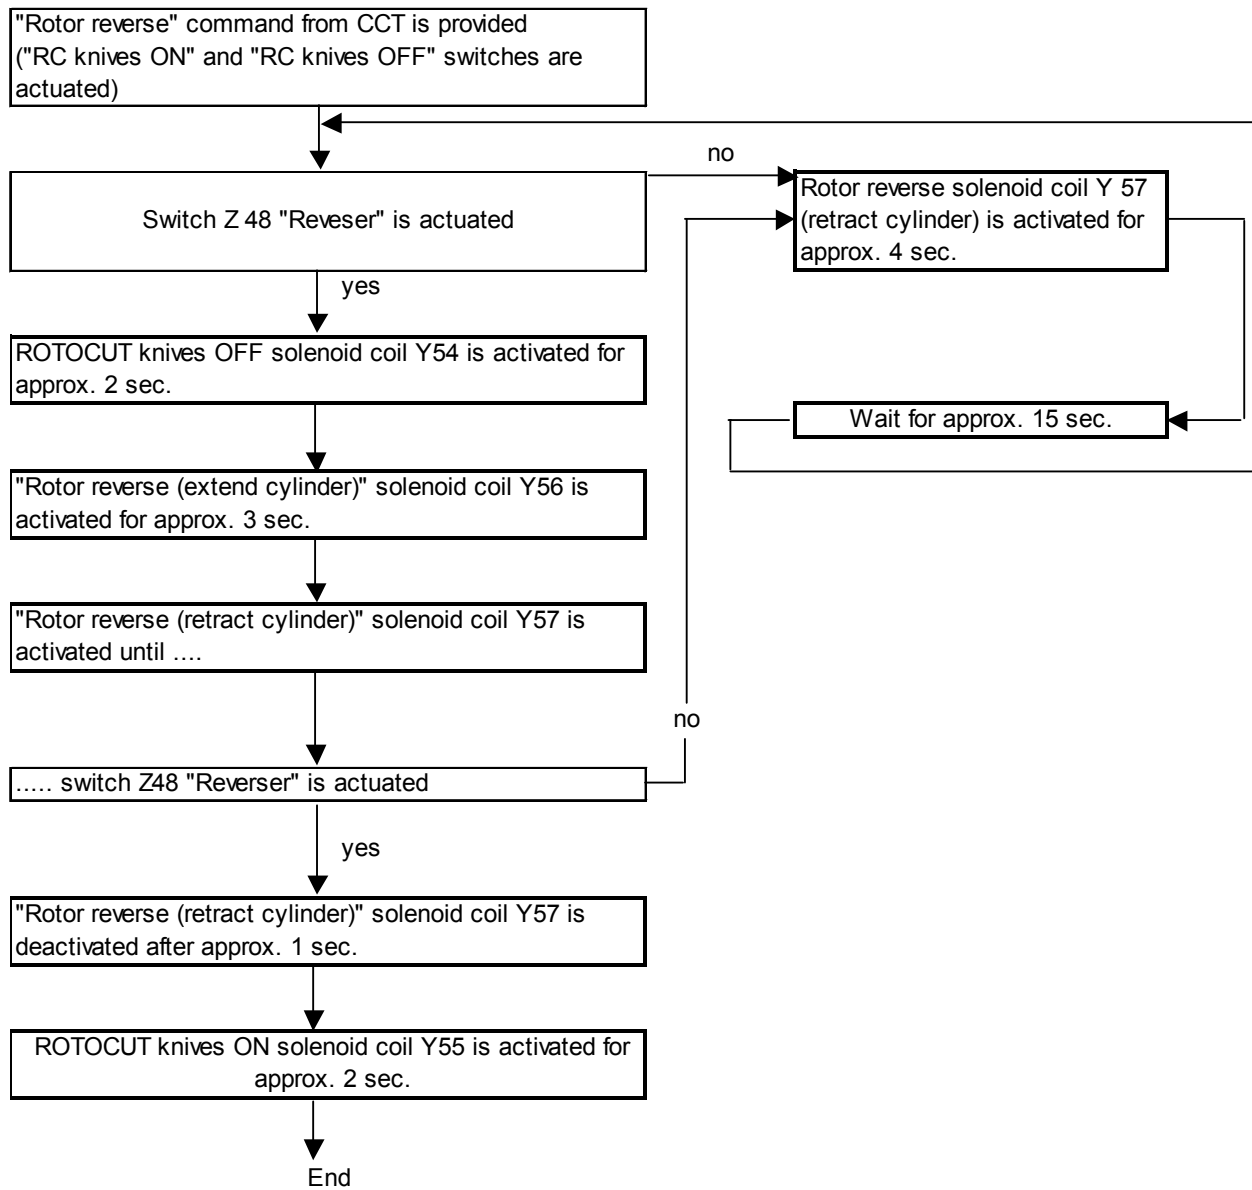 "Rotor reverse" command from CCT is provided
("RC knives ON" and "RC knives OFF" switches are
actuated)
no
Switch Z 48 "Reveser" is actuated
Rotor reverse solenoid coil Y 57
(retract cylinder) is activated for
approx. 4 sec.
yes
ROTOCUT knives OFF solenoid coil Y54 is activated for
approx. 2 sec.
Wait for approx. 15 sec.
"Rotor reverse (extend cylinder)" solenoid coil Y56 is
activated for approx. 3 sec.
"Rotor reverse (retract cylinder)" solenoid coil Y57 is
activated until ....
no
..... switch Z48 "Reverser" is actuated
yes
"Rotor reverse (retract cylinder)" solenoid coil Y57 is
deactivated after approx. 1 sec.
ROTOCUT knives ON solenoid coil Y55 is activated for
approx. 2 sec.
End